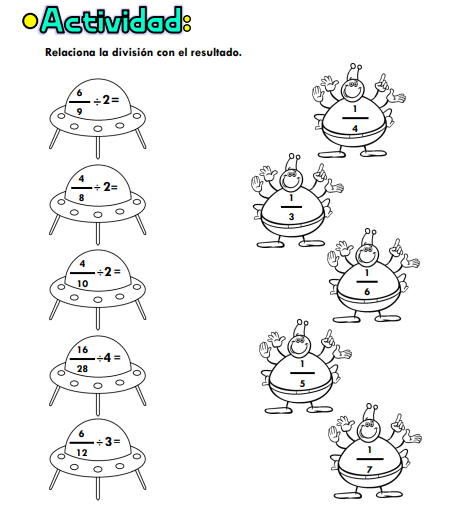 Actividad:
Relaciona la división con el resultado.
6/9 ÷ 2 =
1/4
4/8 ÷ 2 =
1/3
4/10 ÷ 2 =
1/6
16/28 ÷ 4 =
1/5
6/12 ÷ 3 =
1/7